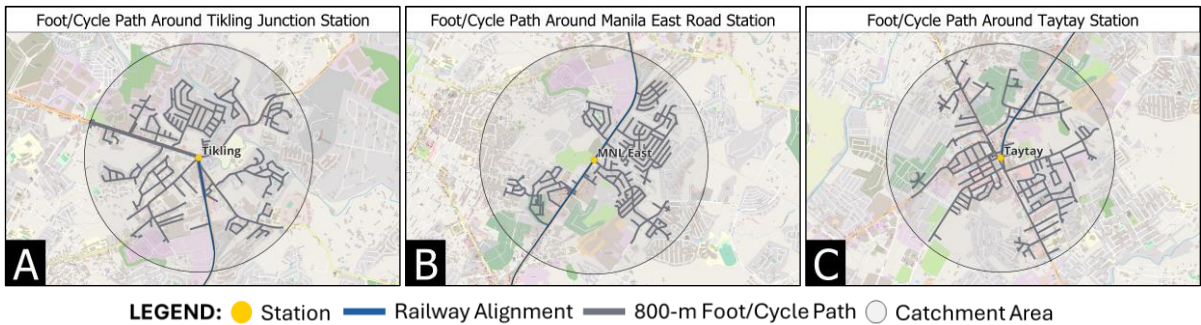 Foot/Cycle Path Around Tikling Junction Station
Foot/Cycle Path Around Manila East Road Station
Foot/Cycle Path Around Taytay Station
Tikling
MNL East
Taytay
A
B
C
LEGEND: Station Railway Alignment 800-m Foot/Cycle Path Catchment Area